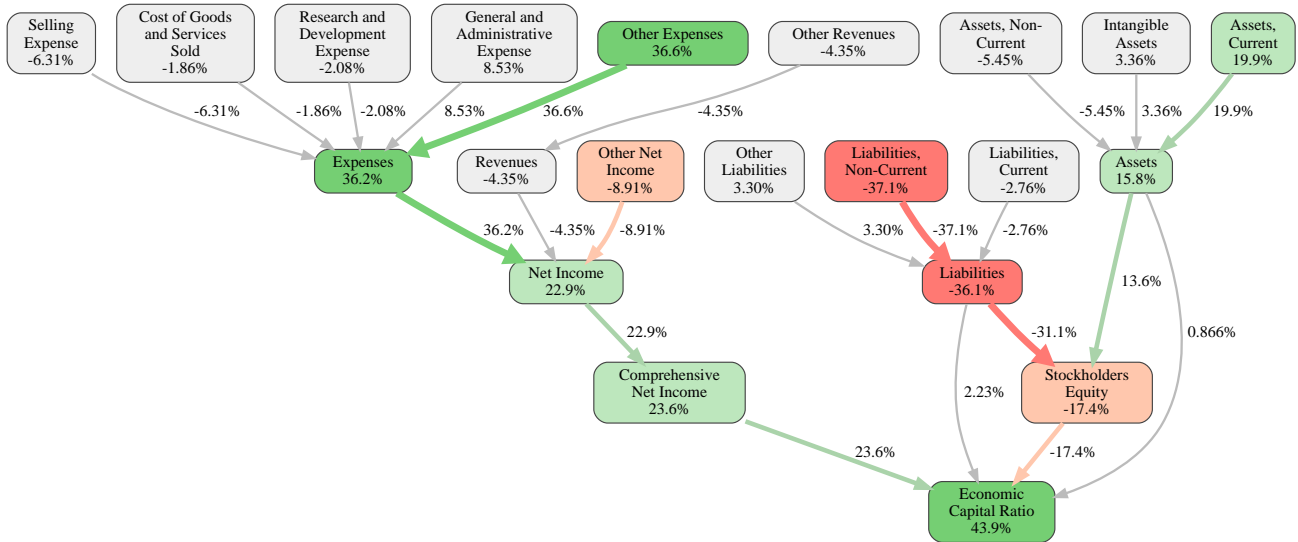 Selling
Expense
-6.31%
Cost of Goods
and Services
Sold
-1.86%
Research and
Development
Expense
-2.08%
General and
Administrative
Expense
8.53%
Other Expenses
36.6%
Other Revenues
-4.35%
Assets, Non-
Current
-5.45%
Intangible
Assets
3.36%
Assets,
Current
19.9%
-6.31%
-1.86%
-2.08%
8.53%
36.6%
-4.35%
-5.45%
3.36%
19.9%
Expenses
36.2%
Revenues
-4.35%
Other Net
Income
-8.91%
Other
Liabilities
3.30%
Liabilities,
Non-Current
-37.1%
Liabilities,
Current
-2.76%
Assets
15.8%
36.2%
-4.35%
-8.91%
3.30%
-37.1%
-2.76%
Net Income
22.9%
Liabilities
-36.1%
13.6%
22.9%
-31.1%
0.866%
Comprehensive
Net Income
23.6%
2.23%
Stockholders
Equity
-17.4%
23.6%
-17.4%
Economic
Capital Ratio
43.9%